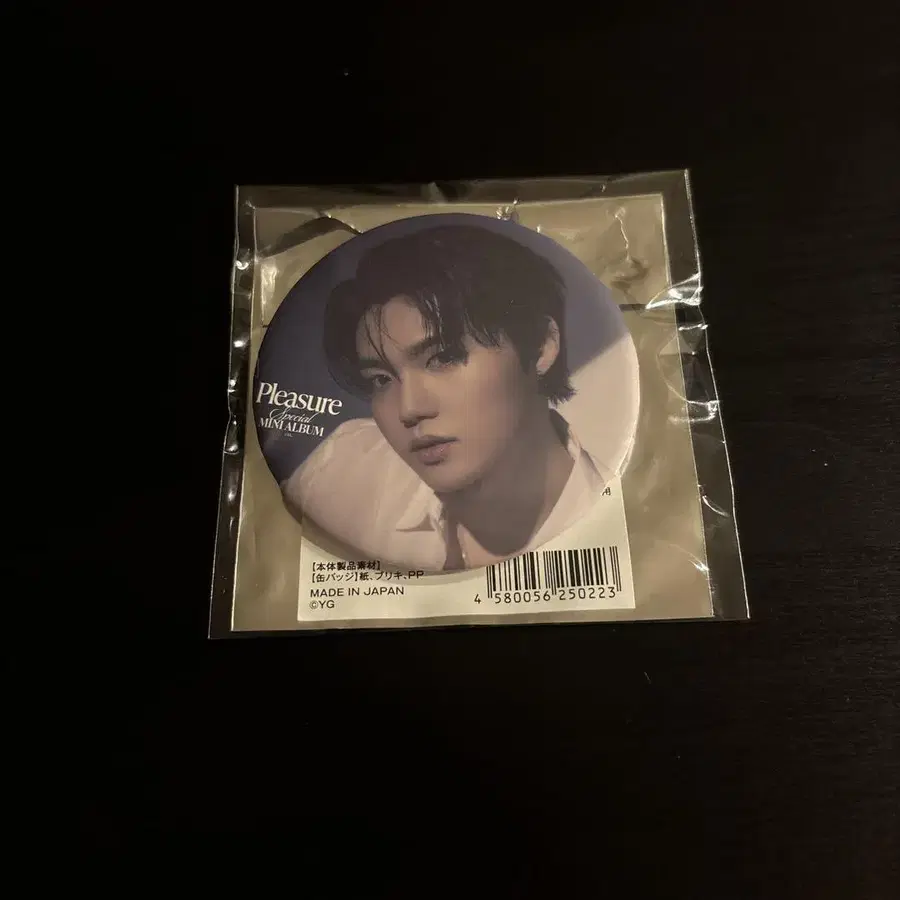 Pleasure
Special
MINI ALBUM
用
【本体製品素材】
【缶バッジ】紙、ブリキ、PP
MADE IN JAPAN
©YG
4 580056 250223